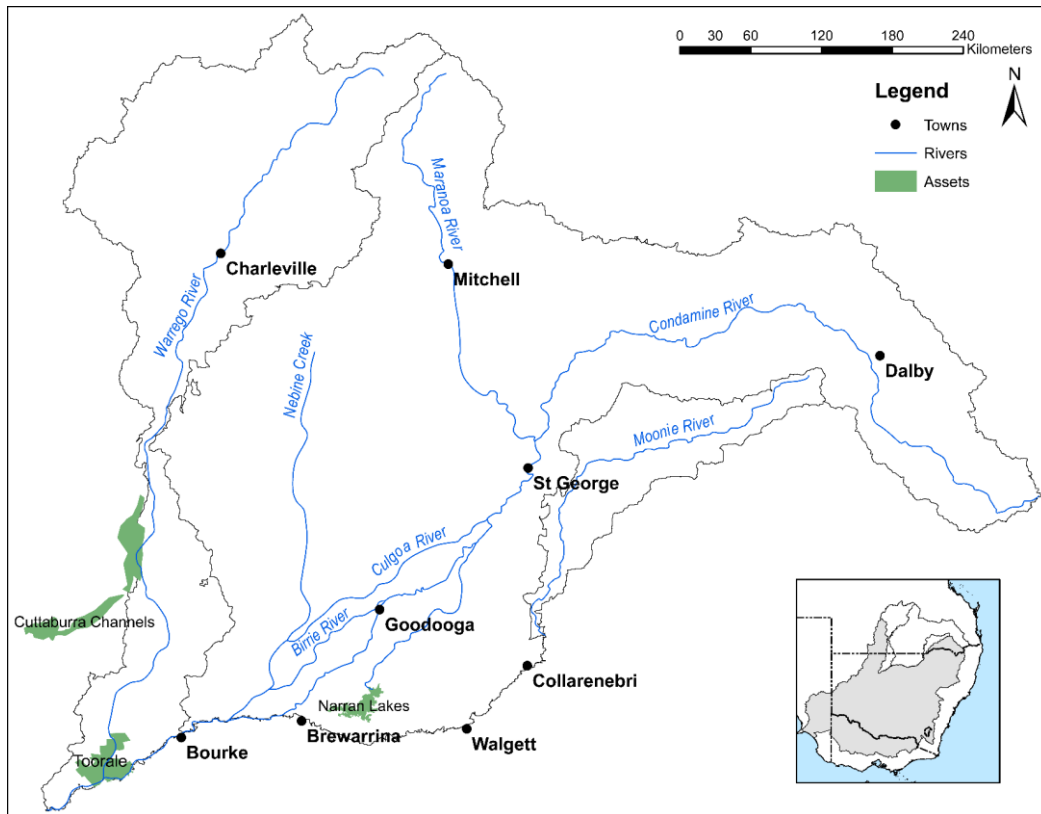 0 30 60 120 180 240
Kilometers
N
Legend
Towns
Rivers
Assets
Maranoa River
Charleville
Mitchell
Warrego River
Condamine River
Nebine Creek
Dalby
Moonie River
St George
Culgoa River
Cuttaburra Channels
Goodooga
Birrie River
Collarenebri
Narran Lakes
Brewarrina
Walgett
Bourke
Toorale